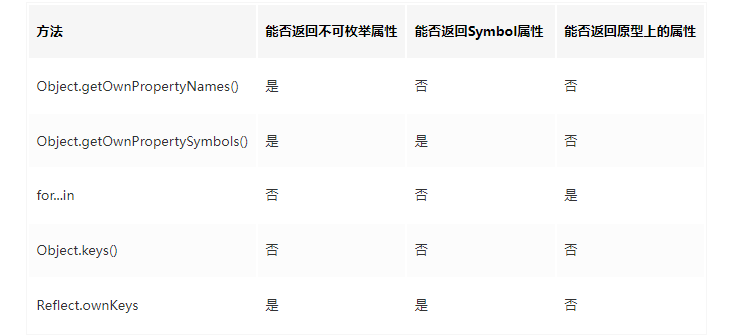 方法 能否返回不可枚举属性 能否返回Symbol属性 能否返回原型上的属性
Object.getOwnPropertyNames() 是 否 否
Object.getOwnPropertySymbols() 是 是 否
for...in 否 否 是
Object.keys() 否 否 否
Reflect.ownKeys 是 是 否